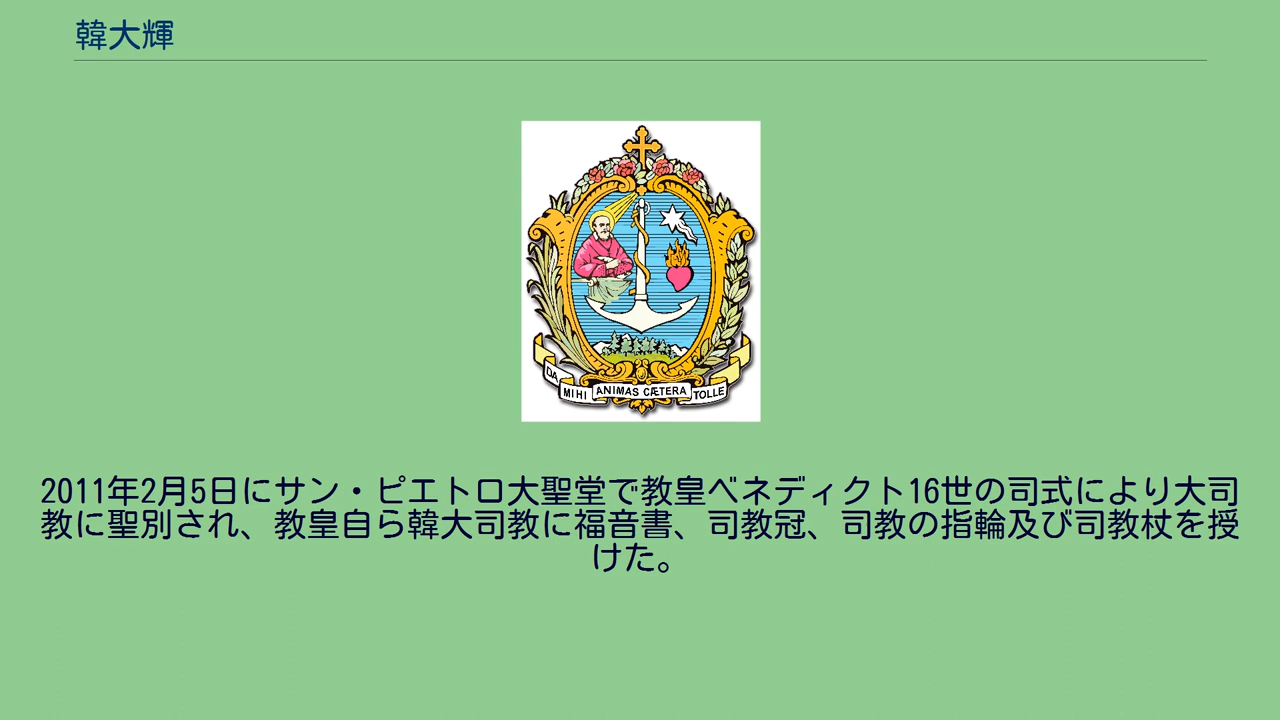 韓大輝
DA MIHI ANIMAS CÆTERA TOLLE
2011年2月5日にサン・ピエトロ大聖堂で教皇ベネディクト16世の司式により大司
教に聖別され、教皇自ら韓大司教に福音書、司教冠、司教の指輪及び司教杖を授
けた。